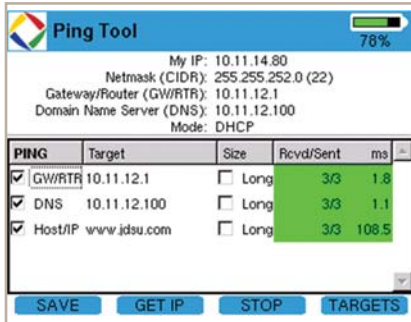 Ping Tool
78%
My IP: 10.11.14.80
Netmask (CIDR): 255.255.252.0 (22)
Gateway/Router (GW/RTR): 10.11.12.1
Domain Name Server (DNS): 10.11.12.100
Mode: DHCP
PING Target Size Rcvd/Sent ms
GW/RTR 10.11.12.1 Long 3/3 1.8
DNS 10.11.12.100 Long 3/3 1.1
Host/IP www.jdsu.com Long 3/3 108.5
SAVE GET IP STOP TARGETS